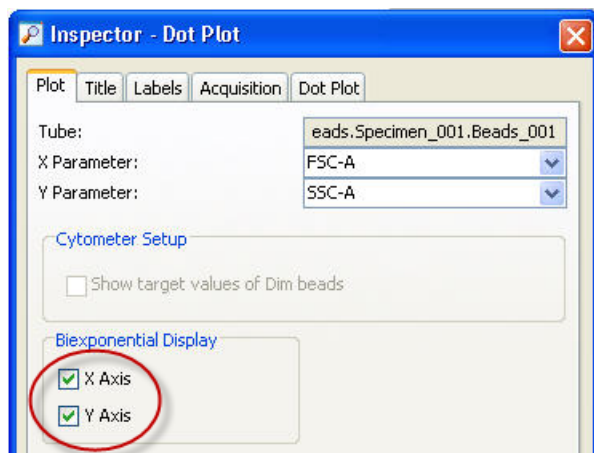 Inspector - Dot Plot
Plot Title Labels Acquisition Dot Plot
Tube: eads.Specimen_001.Beads_001
X Parameter: FSC-A
Y Parameter: SSC-A
Cytometer Setup
Show target values of Dim beads
Biexponential Display
X Axis
Y Axis